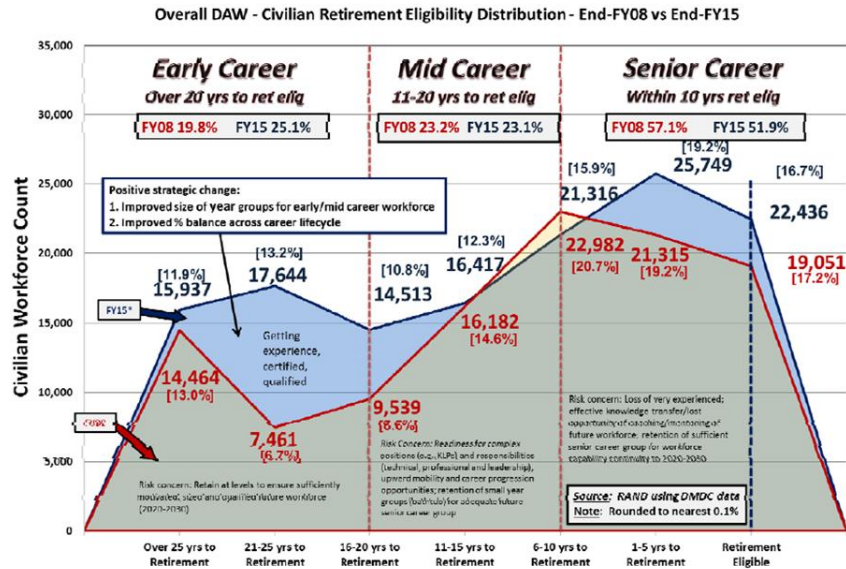 Overall DAW - Civilian Retirement Eligibility Distribution - End-FY08 vs End-FY15
35,000
30,000
25,000
20,000
15,000
10,000
5,000
0
Civilian Workforce Count
Early Career
Over 20 yrs to ret elig
FY08 19.8% FY15 25.1%
Mid Career
11-20 yrs to ret elig
FY08 23.2% FY15 23.1%
Senior Career
Within 10 yrs ret elig
FY08 57.1% FY15 51.9%
Positive strategic change:
1. Improved size of year groups for early/mid career workforce
2. Improved % balance across career lifecycle
[11.9%]
15,937
[13.2%]
17,644
[10.8%]
14,513
[12.3%]
16,417
[15.9%]
21,316
[19.2%]
25,749
[16.7%]
22,436
FY15*
Getting
experience,
certified,
qualified
14,464
[13.0%]
7,461
[6.7%]
9,539
16,182
[14.6%]
22,982
[20.7%]
21,315
[19.2%]
19,051
[17.2%]
Risk concern: Retain at levels to ensure sufficiently
motivated, sized and qualified future workforce
(2020-2030)
Risk Concern: Readiness for complex
positions (e.g., KLPs) and responsibilities
(technical, professional and leadership),
upward mobility and career progression
opportunities; retention of small year
groups (bathtub) for adequate future
senior career group
Risk concern: Loss of very experienced;
effective knowledge transfer/lost
opportunity of coaching/mentoring of
future workforce; retention of sufficient
senior career group for workforce
capability continuity to 2020-2030
Source: RAND using DMDC data
Note: Rounded to nearest 0.1%
Over 25 yrs to Retirement
21-25 yrs to Retirement
16-20 yrs to Retirement
11-15 yrs to Retirement
6-10 yrs to Retirement
1-5 yrs to Retirement
Retirement Eligible